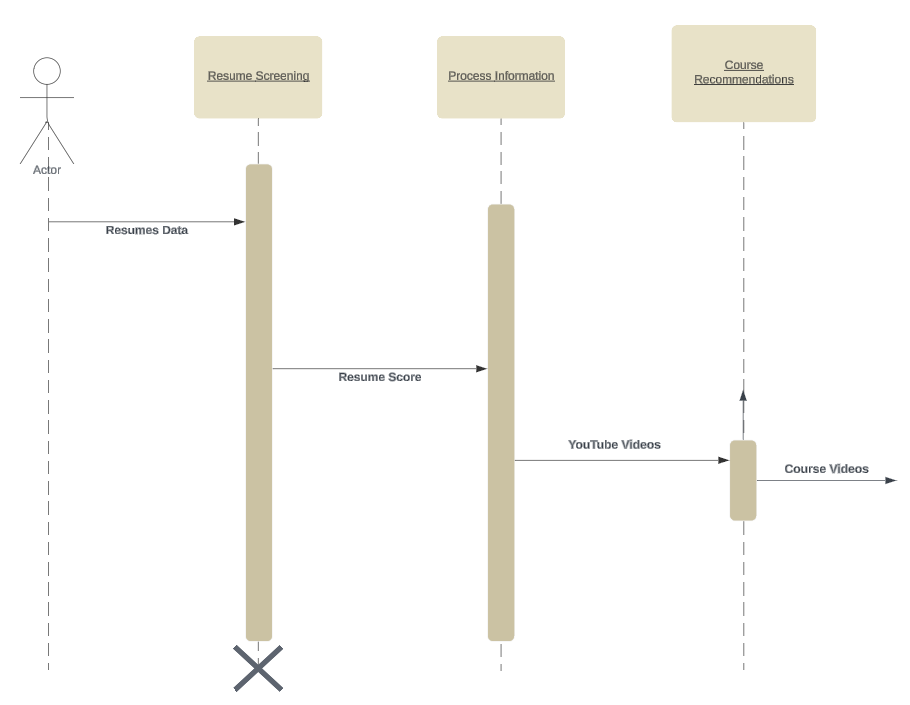 Resume Screening
Process Information
Course
Recommendations
Actor
Resumes Data
Resume Score
YouTube Videos
Course Videos